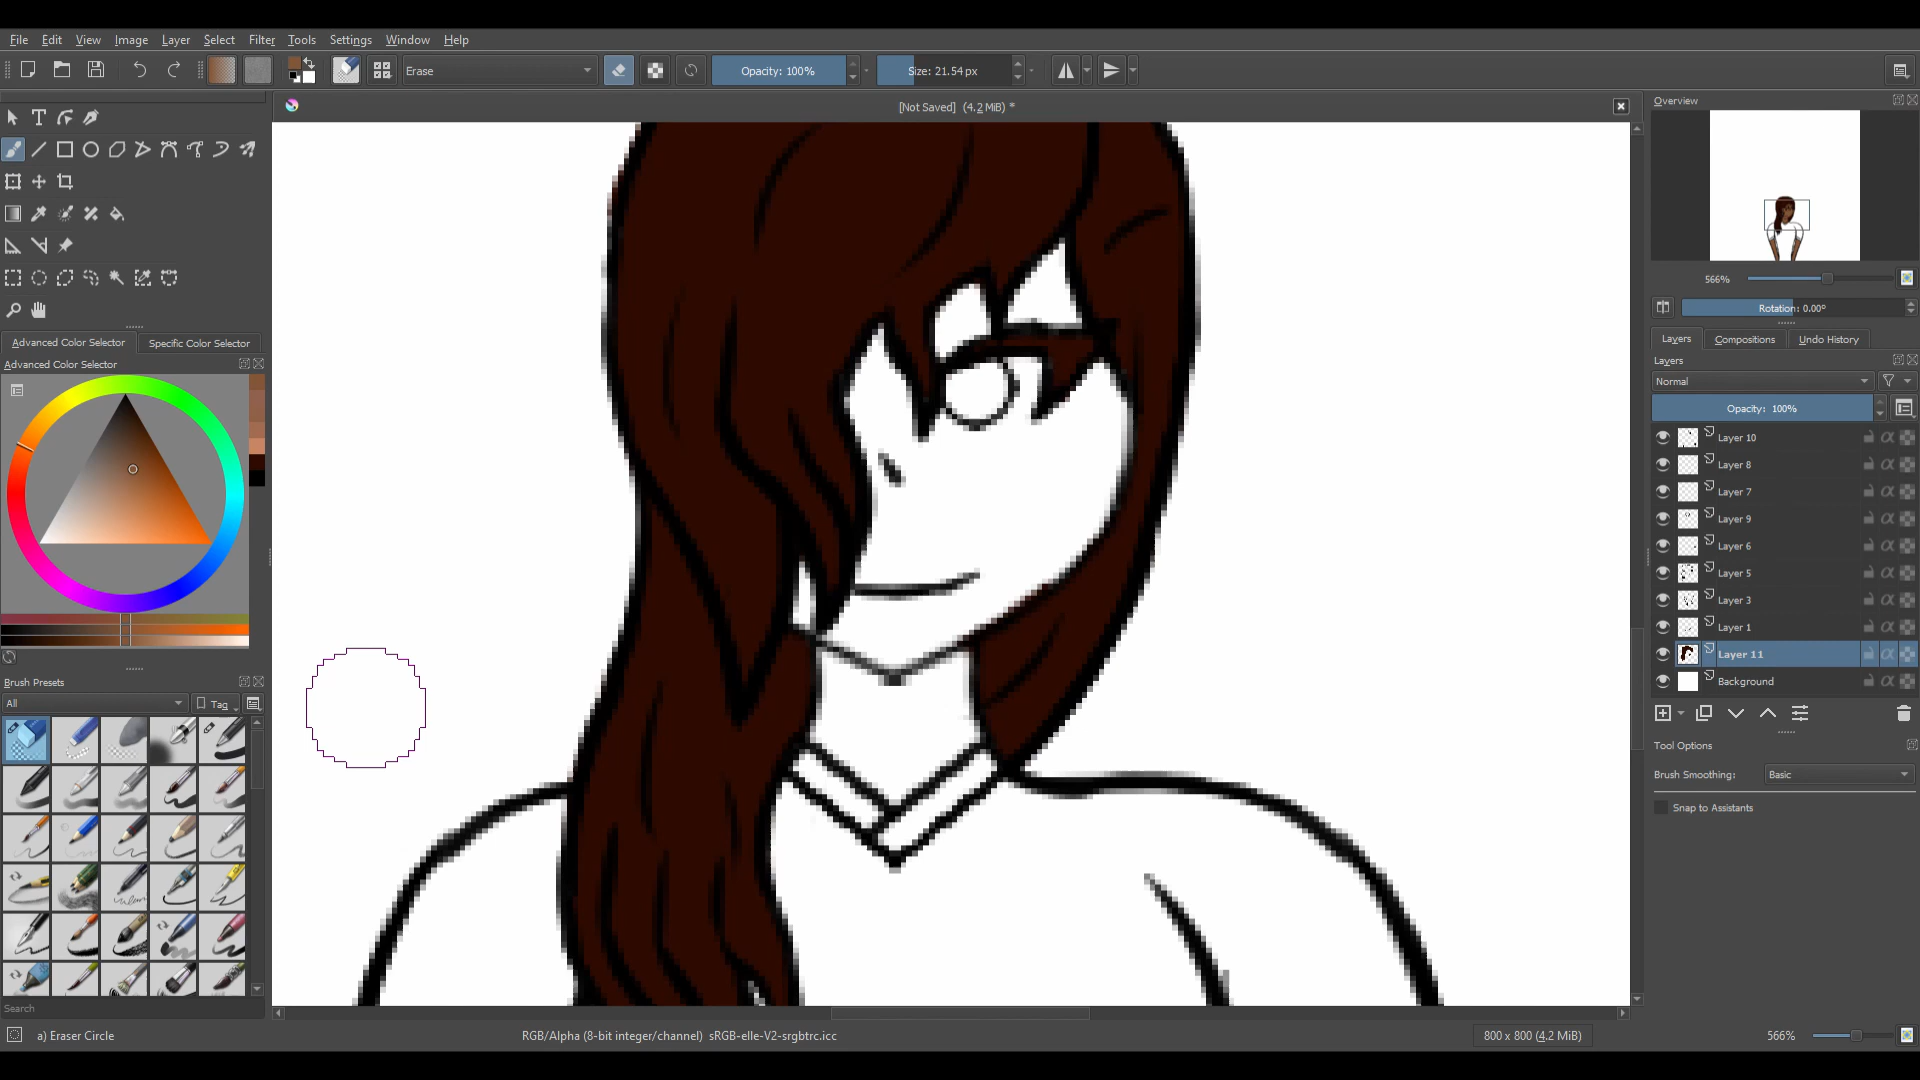 File Edit View Image Layer Select Filter Tools Settings Window Help
Erase Opacity: 100% Size: 21.54 px
[Not Saved] (4.2 MiB) *
Overview
566%
Rotation: 0.00°
Advanced Color Selector Specific Color Selector
Advanced Color Selector
Layers Compositions Undo History
Layers
Normal
Opacity: 100%
Layer 10
Layer 8
Layer 7
Layer 9
Layer 6
Layer 5
Layer 3
Layer 1
Layer 11
Background
Brush Presets
All Tag
Tool Options
Brush Smoothing: Basic
Snap to Assistants
Search
a) Eraser Circle RGB/Alpha (8-bit integer/channel) sRGB-elle-V2-srgbtrc.icc 800 x 800 (4.2 MiB) 566%